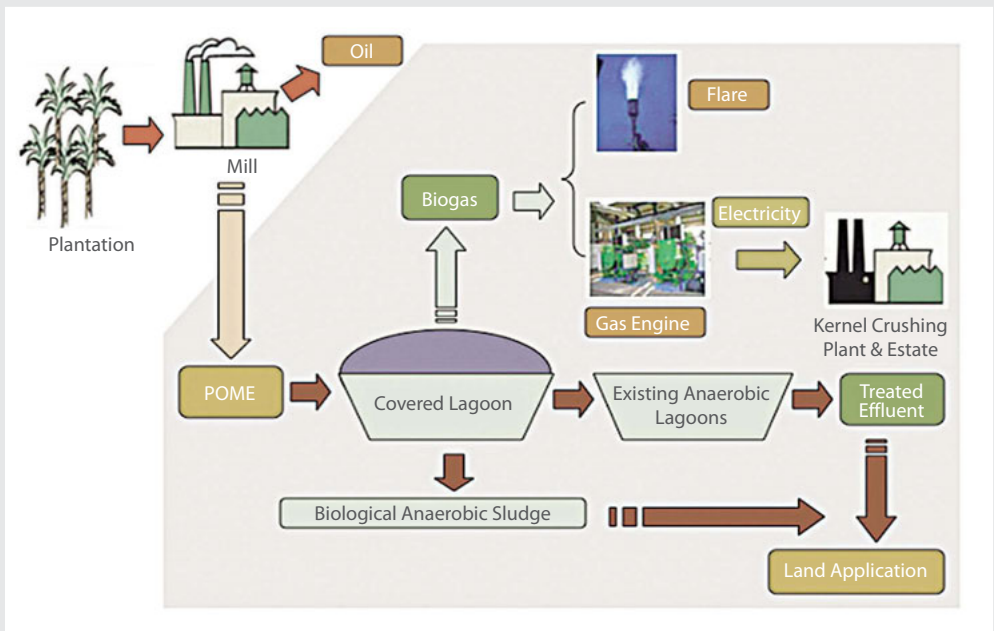 Oil
Flare
Mill
Biogas
Electricity
Plantation
Gas Engine
Kernel Crushing
Plant & Estate
POME
Covered Lagoon
Existing Anaerobic
Lagoons
Treated
Effluent
Biological Anaerobic Sludge
Land Application